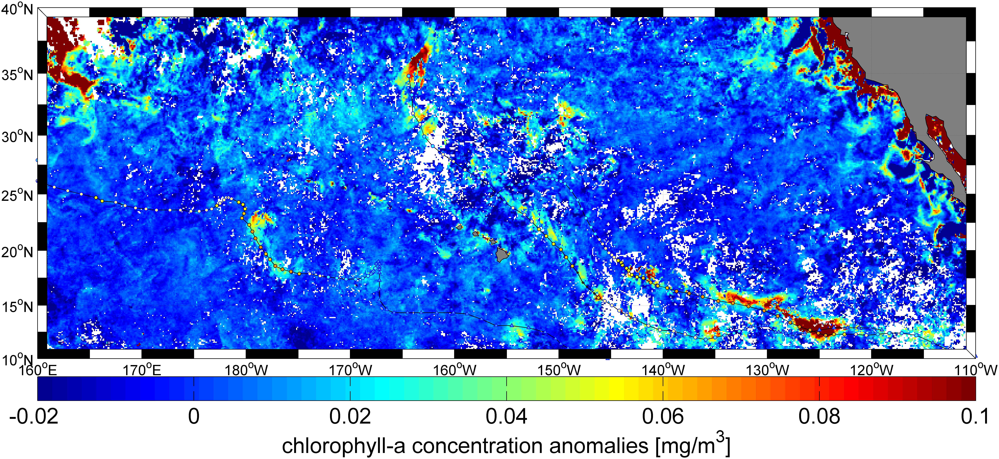 40°N
35°N
30°N
25°N
20°N
15°N
10°N
160°E 170°E 180°W 170°W 160°W 150°W 140°W 130°W 120°W 110°W
-0.02 0 0.02 0.04 0.06 0.08 0.1
chlorophyll-a concentration anomalies [mg/m³]